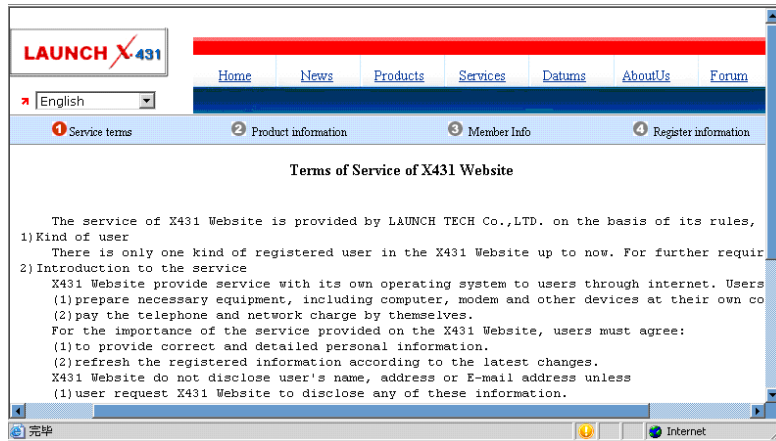 LAUNCH X-431
Home News Products Services Datums AboutUs Forum
English
1 Service terms 2 Product information 3 Member Info 4 Register information
Terms of Service of X431 Website
The service of X431 Website is provided by LAUNCH TECH Co.,LTD. on the basis of its rules,
1)Kind of user
There is only one kind of registered user in the X431 Website up to now. For further requir
2)Introduction to the service
X431 Website provide service with its own operating system to users through internet. Users
(1)prepare necessary equipment, including computer, modem and other devices at their own co
(2)pay the telephone and network charge by themselves.
For the importance of the service provided on the X431 Website, users must agree:
(1)to provide correct and detailed personal information.
(2)refresh the registered information according to the latest changes.
X431 Website do not disclose user's name, address or E-mail address unless
(1)user request X431 Website to disclose any of these information.
完毕 Internet